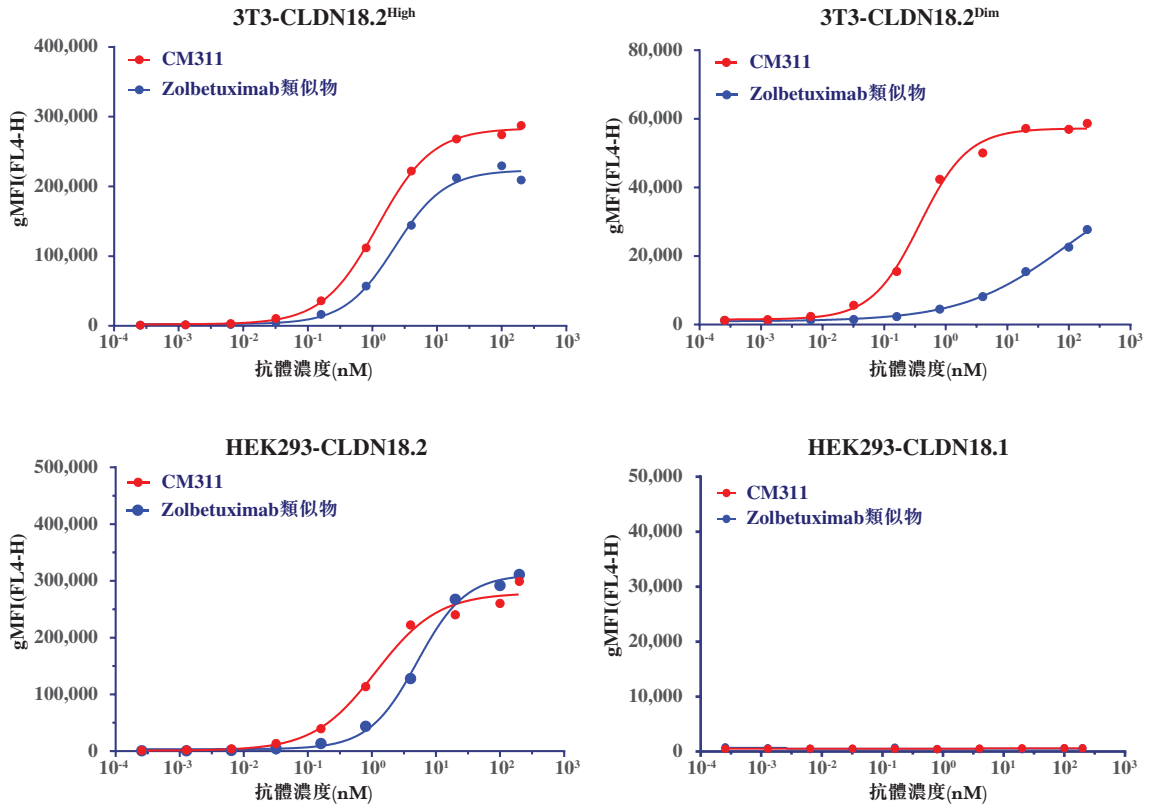 3T3-CLDN18.2High
400,000
300,000
200,000
100,000
0
gMFI(FL4-H)
CM311
Zolbetuximab類似物
10-4
10-3
10-2
10-1
100
101
102
103
抗體濃度(nM)
3T3-CLDN18.2Dim
80,000
60,000
40,000
20,000
0
gMFI(FL4-H)
CM311
Zolbetuximab類似物
10-4
10-3
10-2
10-1
100
101
102
103
抗體濃度(nM)
HEK293-CLDN18.2
500,000
400,000
300,000
200,000
100,000
0
gMFI(FL4-H)
CM311
Zolbetuximab類似物
10-4
10-3
10-2
10-1
100
101
102
103
抗體濃度(nM)
HEK293-CLDN18.1
50,000
40,000
30,000
20,000
10,000
0
gMFI(FL4-H)
CM311
Zolbetuximab類似物
10-4
10-3
10-2
10-1
100
101
102
103
抗體濃度(nM)